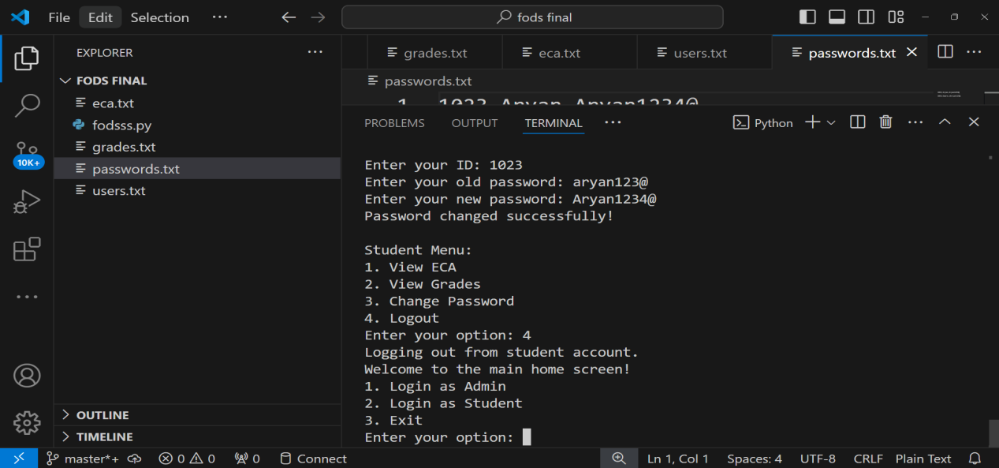 File Edit Selection ··· fods final
EXPLORER ···
FODS FINAL
eca.txt
fodsss.py
grades.txt
passwords.txt
users.txt
10K+
OUTLINE
TIMELINE
grades.txt eca.txt users.txt passwords.txt
passwords.txt
1 1023,Aryan,Aryan1234@
PROBLEMS OUTPUT TERMINAL ··· Python
Enter your ID: 1023
Enter your old password: aryan123@
Enter your new password: Aryan1234@
Password changed successfully!
Student Menu:
1. View ECA
2. View Grades
3. Change Password
4. Logout
Enter your option: 4
Logging out from student account.
Welcome to the main home screen!
1. Login as Admin
2. Login as Student
3. Exit
Enter your option:
master*+ 0 0 0 Connect Ln 1, Col 1 Spaces: 4 UTF-8 CRLF Plain Text